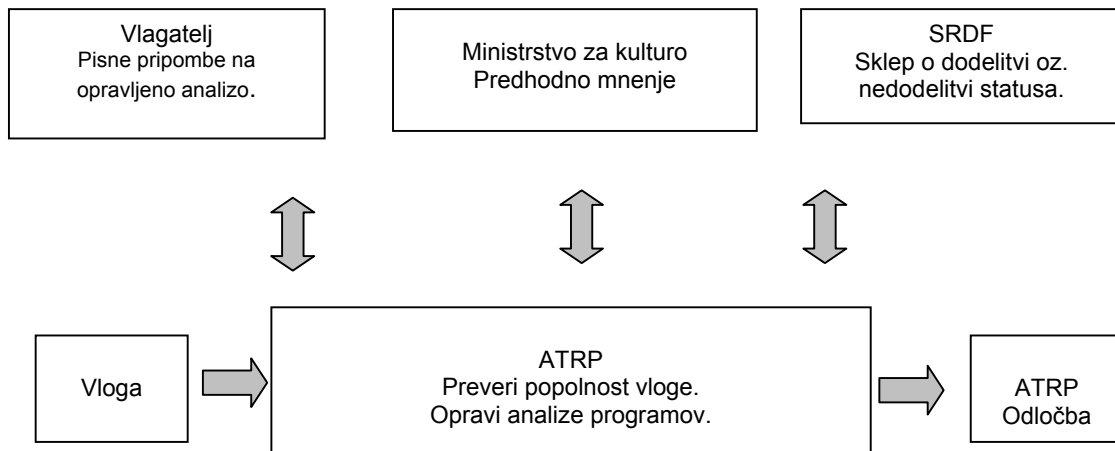 Vlagatelj
Pisne pripombe na
opravljeno analizo.
Ministrstvo za kulturo
Predhodno mnenje
SRDF
Sklep o dodelitvi oz.
nedodelitvi statusa.
Vloga
ATRP
Preveri popolnost vloge.
Opravi analize programov.
ATRP
Odločba